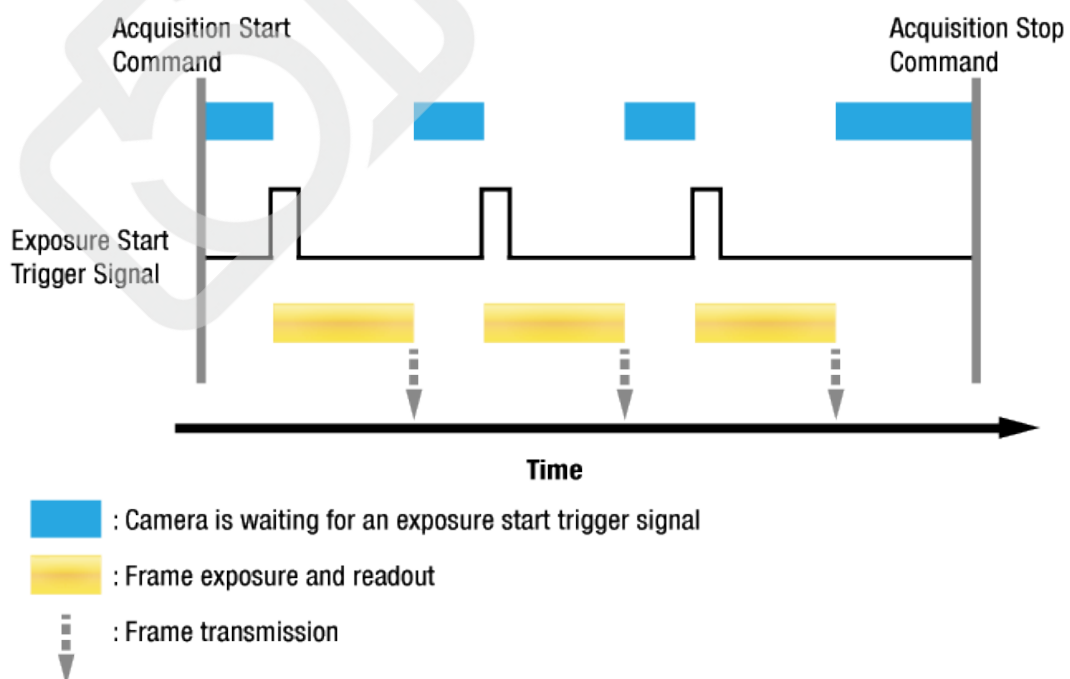 Acquisition Start
Command
Acquisition Stop
Command
Exposure Start
Trigger Signal
Time
: Camera is waiting for an exposure start trigger signal
: Frame exposure and readout
: Frame transmission